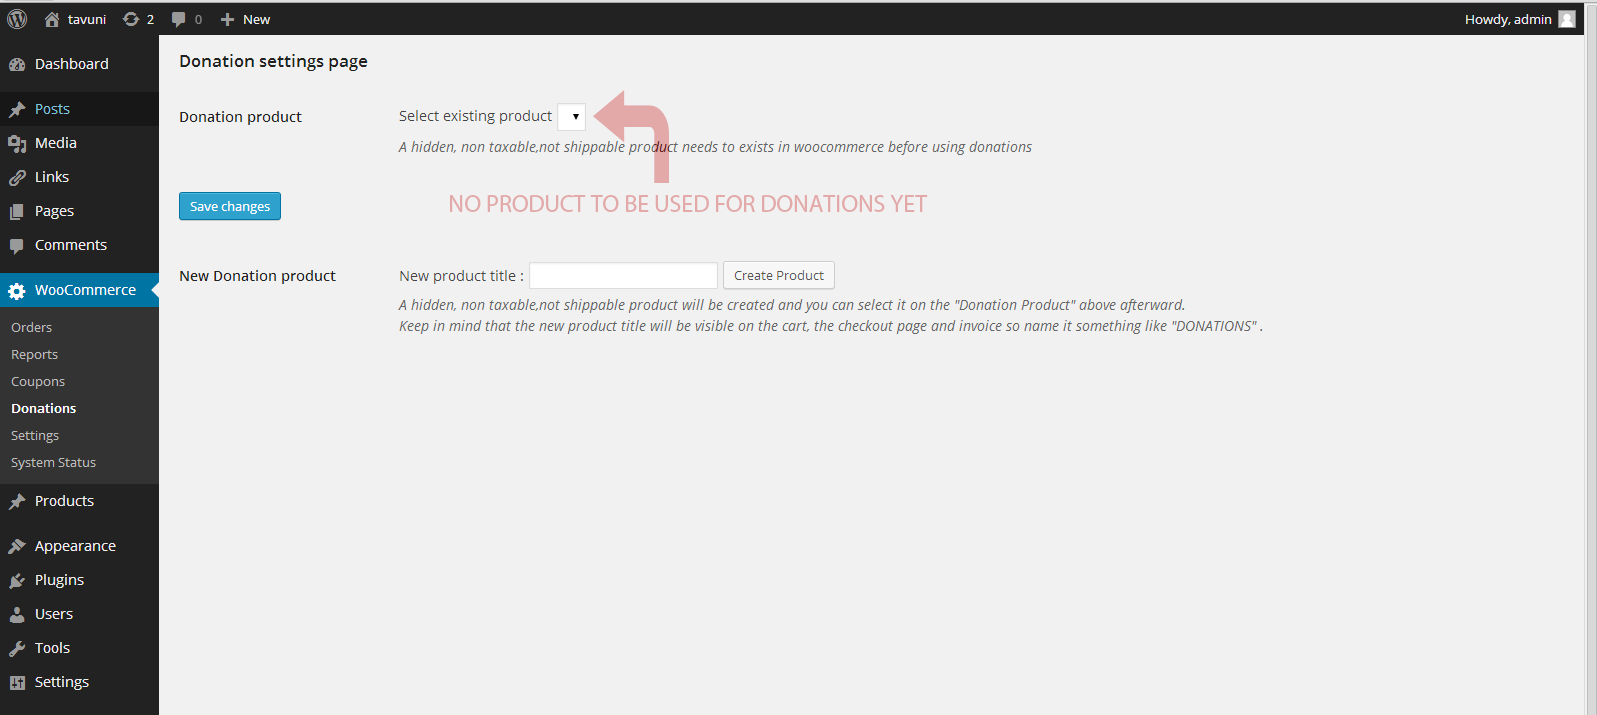 tavuni 2 0 New Howdy, admin
Dashboard
Posts
Media
Links
Pages
Comments
WooCommerce
Orders
Reports
Coupons
Donations
Settings
System Status
Products
Appearance
Plugins
Users
Tools
Settings
Donation settings page
Donation product Select existing product
A hidden, non taxable,not shippable product needs to exists in woocommerce before using donations
Save changes
NO PRODUCT TO BE USED FOR DONATIONS YET
New Donation product New product title : Create Product
A hidden, non taxable,not shippable product will be created and you can select it on the "Donation Product" above afterward.
Keep in mind that the new product title will be visible on the cart, the checkout page and invoice so name it something like "DONATIONS" .